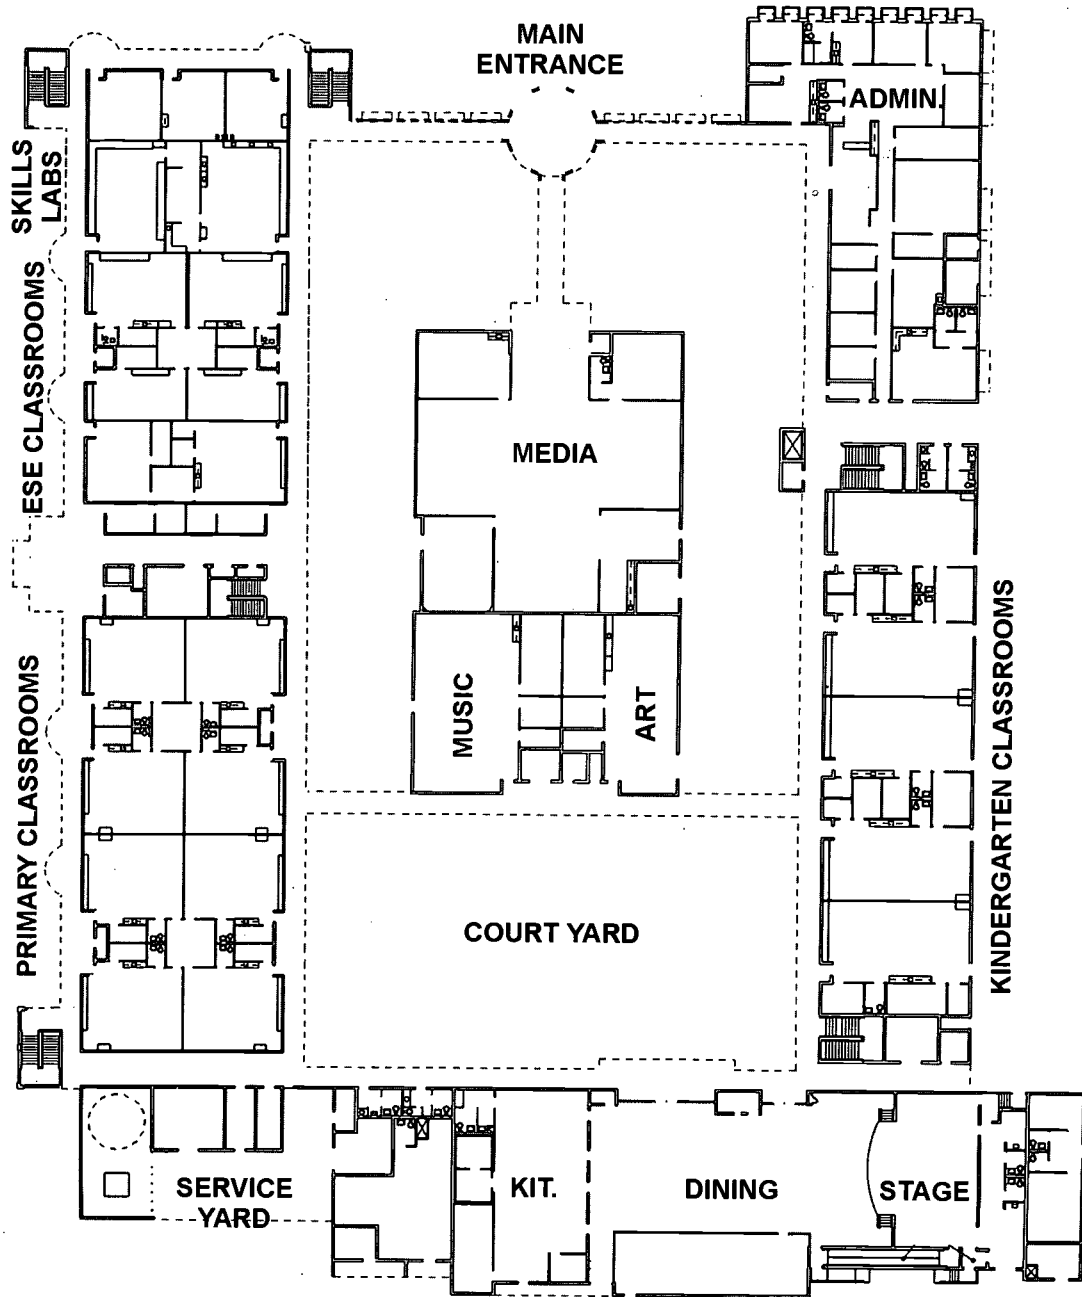 MAIN
ENTRANCE
ADMIN.
SKILLS
LABS
ESE CLASSROOMS
MEDIA
PRIMARY CLASSROOMS
MUSIC
ART
KINDERGARTEN CLASSROOMS
COURT YARD
SERVICE
YARD
KIT.
DINING
STAGE